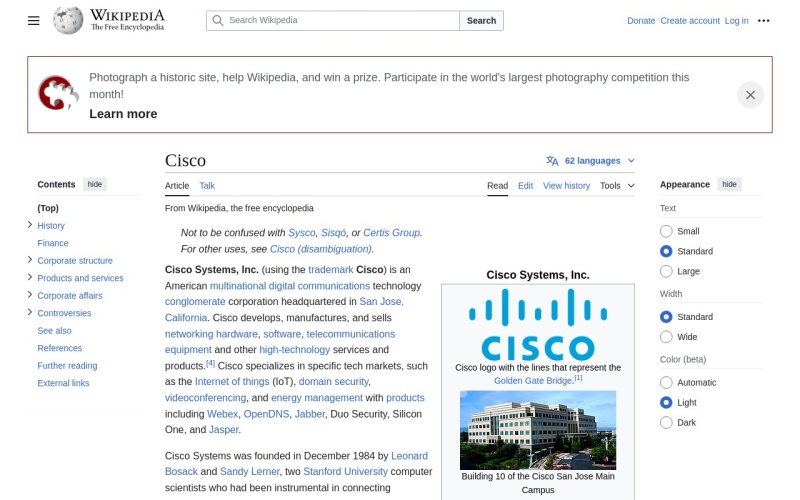 WIKIPEDIA
The Free Encyclopedia
Search Wikipedia
Search
Donate Create account Log in
Photograph a historic site, help Wikipedia, and win a prize. Participate in the world's largest photography competition this
month!
Learn more
Contents hide
(Top)
History
Finance
Corporate structure
Products and services
Corporate affairs
Controversies
See also
References
Further reading
External links
Cisco
62 languages
Article Talk
Read Edit View history Tools
From Wikipedia, the free encyclopedia
Not to be confused with Sysco, Sisqó, or Certis Group.
For other uses, see Cisco (disambiguation).
Cisco Systems, Inc. (using the trademark Cisco) is an
American multinational digital communications technology
conglomerate corporation headquartered in San Jose,
California. Cisco develops, manufactures, and sells
networking hardware, software, telecommunications
equipment and other high-technology services and
products.[4] Cisco specializes in specific tech markets, such
as the Internet of things (IoT), domain security,
videoconferencing, and energy management with products
including Webex, OpenDNS, Jabber, Duo Security, Silicon
One, and Jasper.
Cisco Systems was founded in December 1984 by Leonard
Bosack and Sandy Lerner, two Stanford University computer
scientists who had been instrumental in connecting
Cisco Systems, Inc.
CISCO
Cisco logo with the lines that represent the
Golden Gate Bridge.[1]
Building 10 of the Cisco San Jose Main
Campus
Appearance hide
Text
Small
Standard
Large
Width
Standard
Wide
Color (beta)
Automatic
Light
Dark